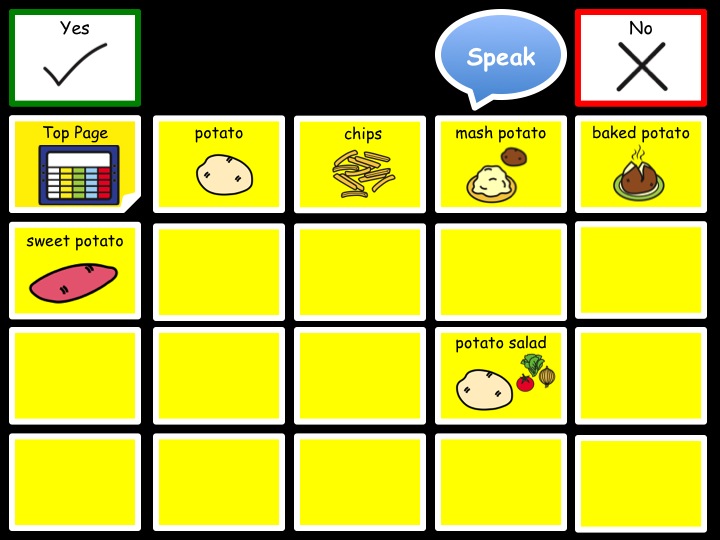 Yes
Speak
No
Top Page
potato
chips
mash potato
baked potato
sweet potato
potato salad